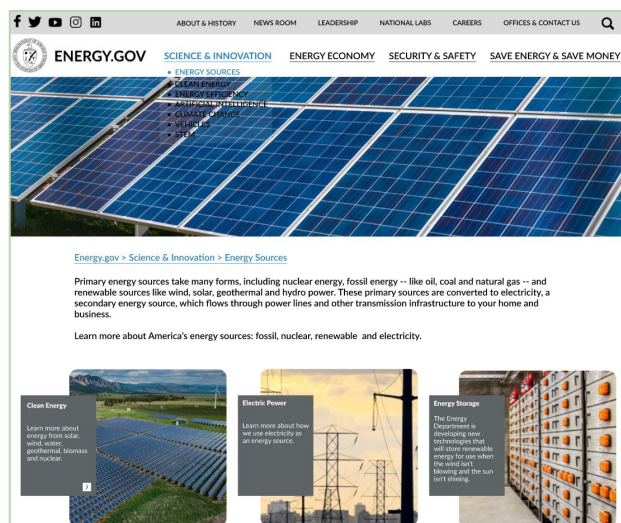 ABOUT & HISTORY NEWS ROOM LEADERSHIP NATIONAL LABS CAREERS OFFICES & CONTACT US
ENERGY.GOV SCIENCE & INNOVATION ENERGY ECONOMY SECURITY & SAFETY SAVE ENERGY & SAVE MONEY
• ENERGY SOURCES
• CLEAN ENERGY
• ENERGY EFFICIENCY
• ARTIFICIAL INTELLIGENCE
• CLIMATE CHANGE
• VEHICLES
• STEM
Energy.gov > Science & Innovation > Energy Sources
Primary energy sources take many forms, including nuclear energy, fossil energy -- like oil, coal and natural gas -- and
renewable sources like wind, solar, geothermal and hydro power. These primary sources are converted to electricity, a
secondary energy source, which flows through power lines and other transmission infrastructure to your home and
business.
Learn more about America's energy sources: fossil, nuclear, renewable and electricity.
Clean Energy
Learn more about
energy from solar,
wind, water,
geothermal, biomass
and nuclear.
Electric Power
Learn more about how
we use electricity as
an energy source.
Energy Storage
The Energy
Department is
developing new
technologies that
will store renewable
energy for use when
the wind isn't
blowing and the sun
isn't shining.